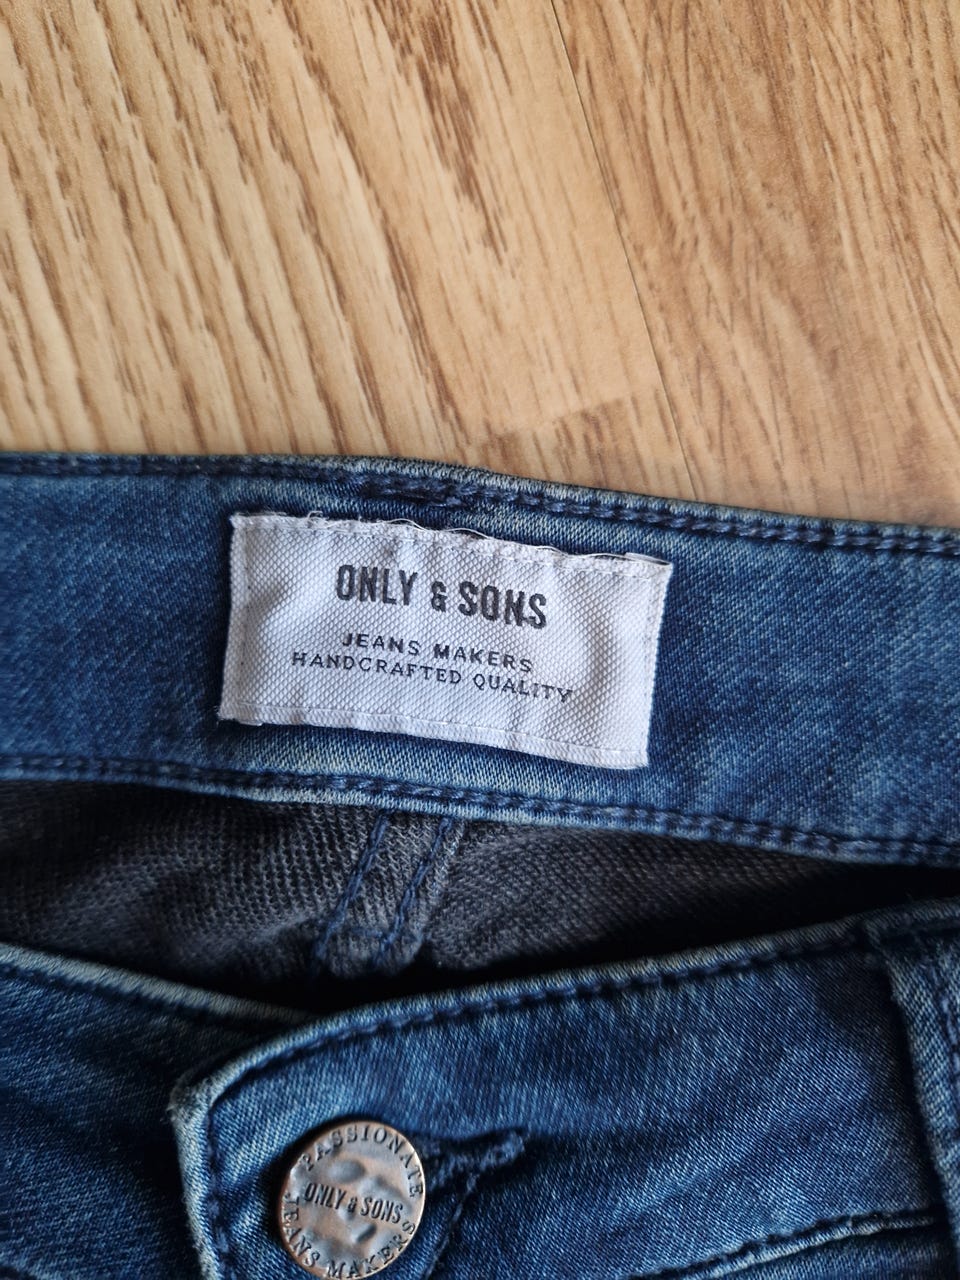 ONLY & SONS
JEANS MAKERS
HANDCRAFTED QUALITY
PASSIONATE
ONLY & SONS
JEANS MAKERS